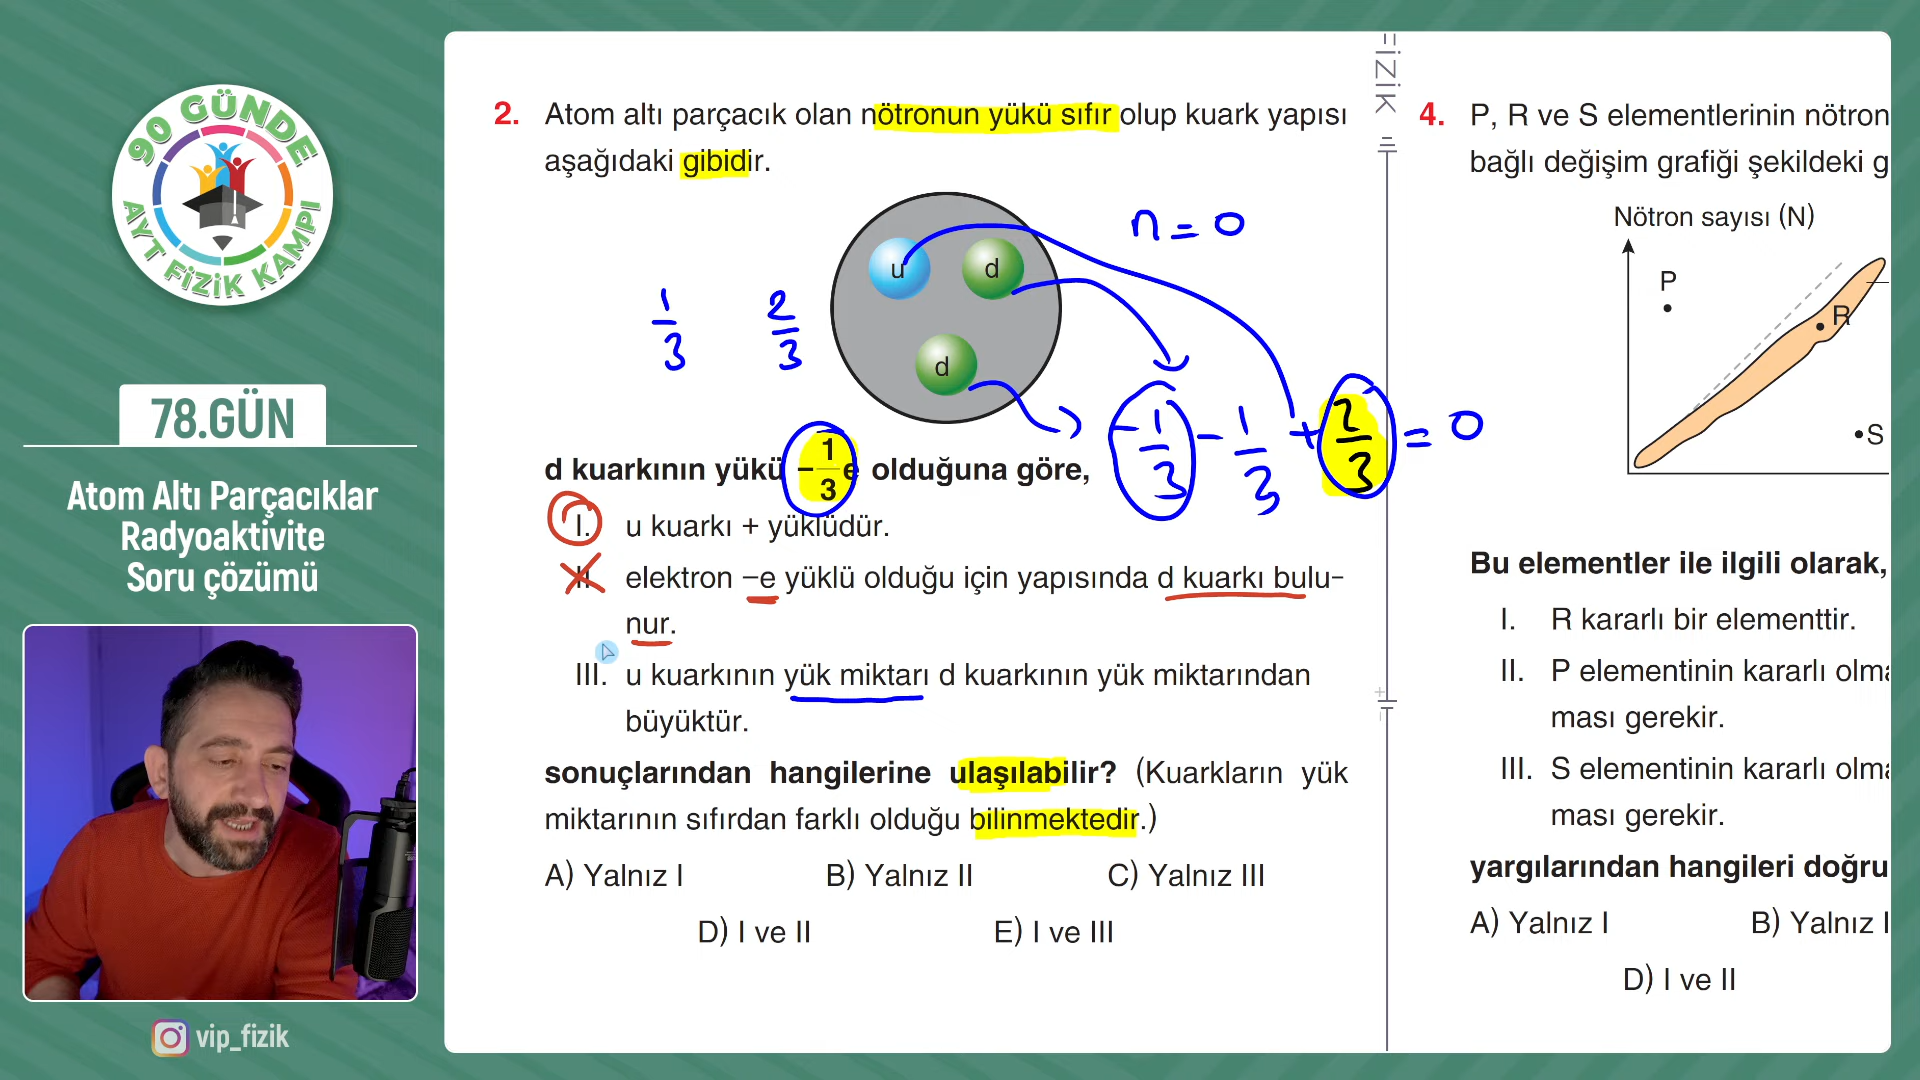 90 GÜNDE
AYT FİZİK KAMPI
78.GÜN
Atom Altı Parçacıklar
Radyoaktivite
Soru çözümü
vip_fizik
2. Atom altı parçacık olan nötronun yükü sıfır olup kuark yapısı
aşağıdaki gibidir.
u d
d
n = 0
1/3 2/3
-1/3 - 1/3 + 2/3 = 0
d kuarkının yükü -1/3 e olduğuna göre,
I. u kuarkı + yüklüdür.
II. elektron –e yüklü olduğu için yapısında d kuarkı bulu-
nur.
III. u kuarkının yük miktarı d kuarkının yük miktarından
büyüktür.
sonuçlarından hangilerine ulaşılabilir? (Kuarkların yük
miktarının sıfırdan farklı olduğu bilinmektedir.)
A) Yalnız I B) Yalnız II C) Yalnız III
D) I ve II E) I ve III
FİZİK
4. P, R ve S elementlerinin nötron
bağlı değişim grafiği şekildeki g
Nötron sayısı (N)
P
R
S
Bu elementler ile ilgili olarak,
I. R kararlı bir elementtir.
II. P elementinin kararlı olma
ması gerekir.
III. S elementinin kararlı olma
ması gerekir.
yargılarından hangileri doğru
A) Yalnız I B) Yalnız I
D) I ve II